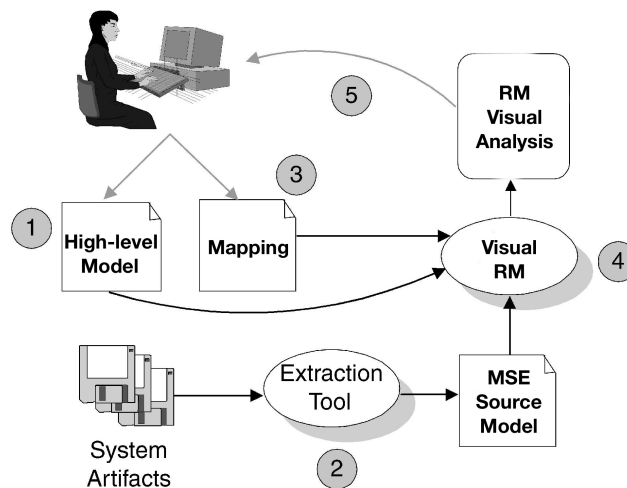 5
RM
Visual
Analysis
3
1
High-level
Model
Mapping
Visual
RM
4
Extraction
Tool
MSE
Source
Model
System
Artifacts
2